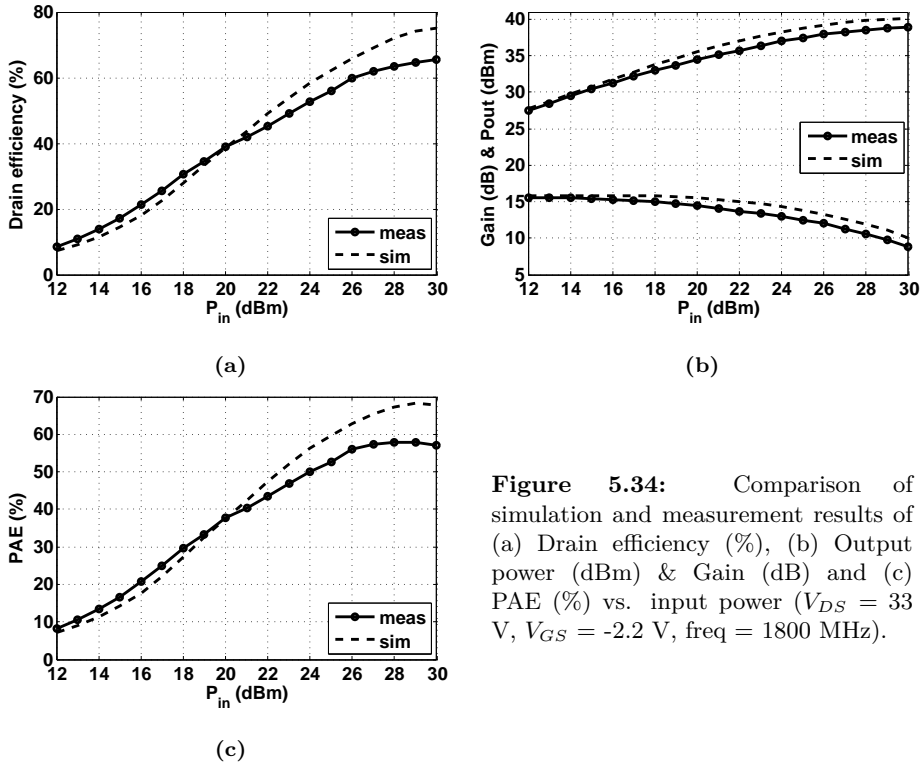 80
60
40
20
0
Drain efficiency (%)
meas
sim
12 14 16 18 20 22 24 26 28 30
P_in (dBm)
(a)
40
35
30
25
20
15
10
5
Gain (dB) & Pout (dBm)
meas
sim
12 14 16 18 20 22 24 26 28 30
P_in (dBm)
(b)
70
60
50
40
30
20
10
0
PAE (%)
meas
sim
12 14 16 18 20 22 24 26 28 30
P_in (dBm)
(c)
Figure 5.34: Comparison of
simulation and measurement results of
(a) Drain efficiency (%), (b) Output
power (dBm) & Gain (dB) and (c)
PAE (%) vs. input power (V_DS = 33
V, V_GS = -2.2 V, freq = 1800 MHz).